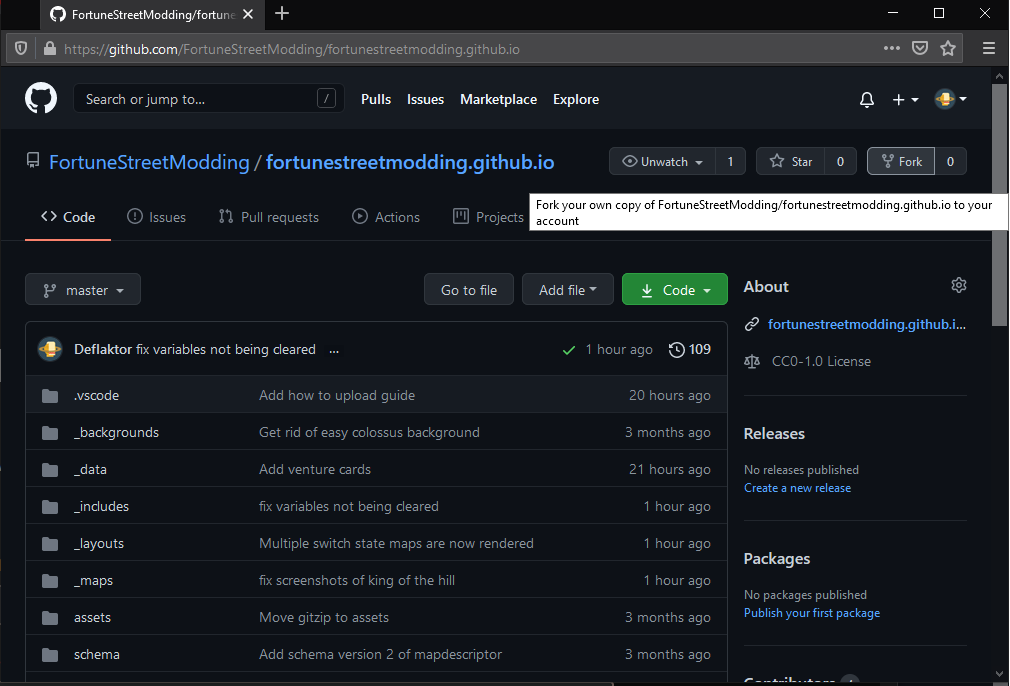 FortuneStreetModding/fortune
https://github.com/FortuneStreetModding/fortunestreetmodding.github.io
Search or jump to... /
Pulls Issues Marketplace Explore
FortuneStreetModding / fortunestreetmodding.github.io
Unwatch 1 Star 0 Fork 0
Code Issues Pull requests Actions Projects
Fork your own copy of FortuneStreetModding/fortunestreetmodding.github.io to your
account
master Go to file Add file Code
Deflaktor fix variables not being cleared ... 1 hour ago 109
.vscode Add how to upload guide 20 hours ago
_backgrounds Get rid of easy colossus background 3 months ago
_data Add venture cards 21 hours ago
_includes fix variables not being cleared 1 hour ago
_layouts Multiple switch state maps are now rendered 1 hour ago
_maps fix screenshots of king of the hill 1 hour ago
assets Move gitzip to assets 3 months ago
schema Add schema version 2 of mapdescriptor 3 months ago
About
fortunestreetmodding.github.i...
CC0-1.0 License
Releases
No releases published
Create a new release
Packages
No packages published
Publish your first package
Contributors